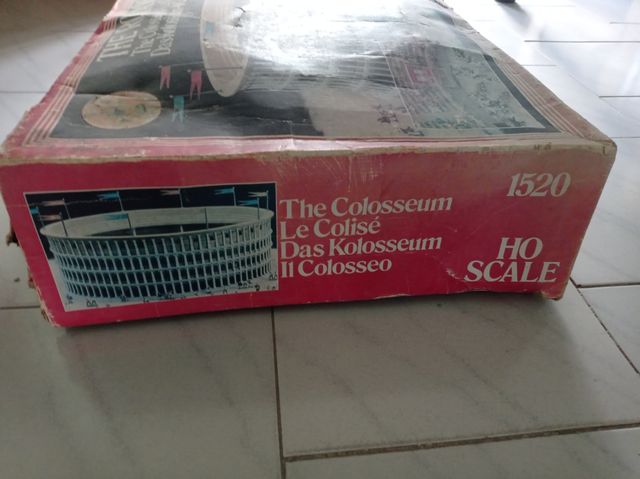 The Colosseum
Le Colisé
Das Kolosseum
Il Colosseo
1520
HO
SCALE